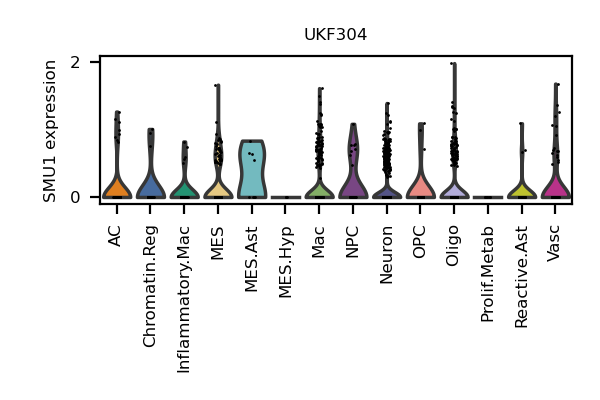 UKF304
SMU1 expression
2
0
AC
Chromatin.Reg
Inflammatory.Mac
MES
MES.Ast
MES.Hyp
Mac
NPC
Neuron
OPC
Oligo
Prolif.Metab
Reactive.Ast
Vasc